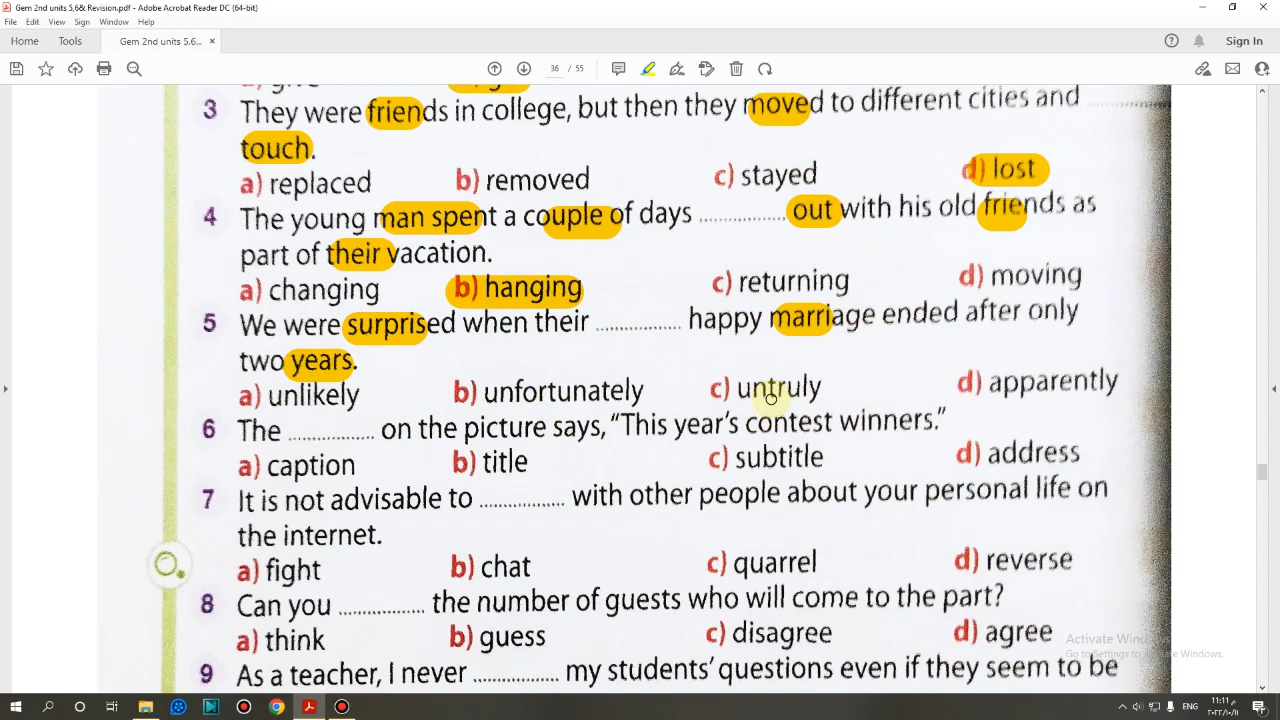 Gem 2nd units 5,6& Revision.pdf - Adobe Acrobat Reader DC (64-bit)
File Edit View Sign Window Help
Home Tools Gem 2nd units 5,6... × Sign In
36 / 55
3 They were friends in college, but then they moved to different cities and ..................
touch.
a) replaced b) removed c) stayed d) lost
4 The young man spent a couple of days .................. out with his old friends as
part of their vacation.
a) changing b) hanging c) returning d) moving
5 We were surprised when their .................. happy marriage ended after only
two years.
a) unlikely b) unfortunately c) untruly d) apparently
6 The .................. on the picture says, “This year’s contest winners.”
a) caption b) title c) subtitle d) address
7 It is not advisable to .................. with other people about your personal life on
the internet.
a) fight b) chat c) quarrel d) reverse
8 Can you .................. the number of guests who will come to the part?
a) think b) guess c) disagree d) agree
9 As a teacher, I never .................. my students’ questions even if they seem to be
Go to Settings to activate Windows.
ENG